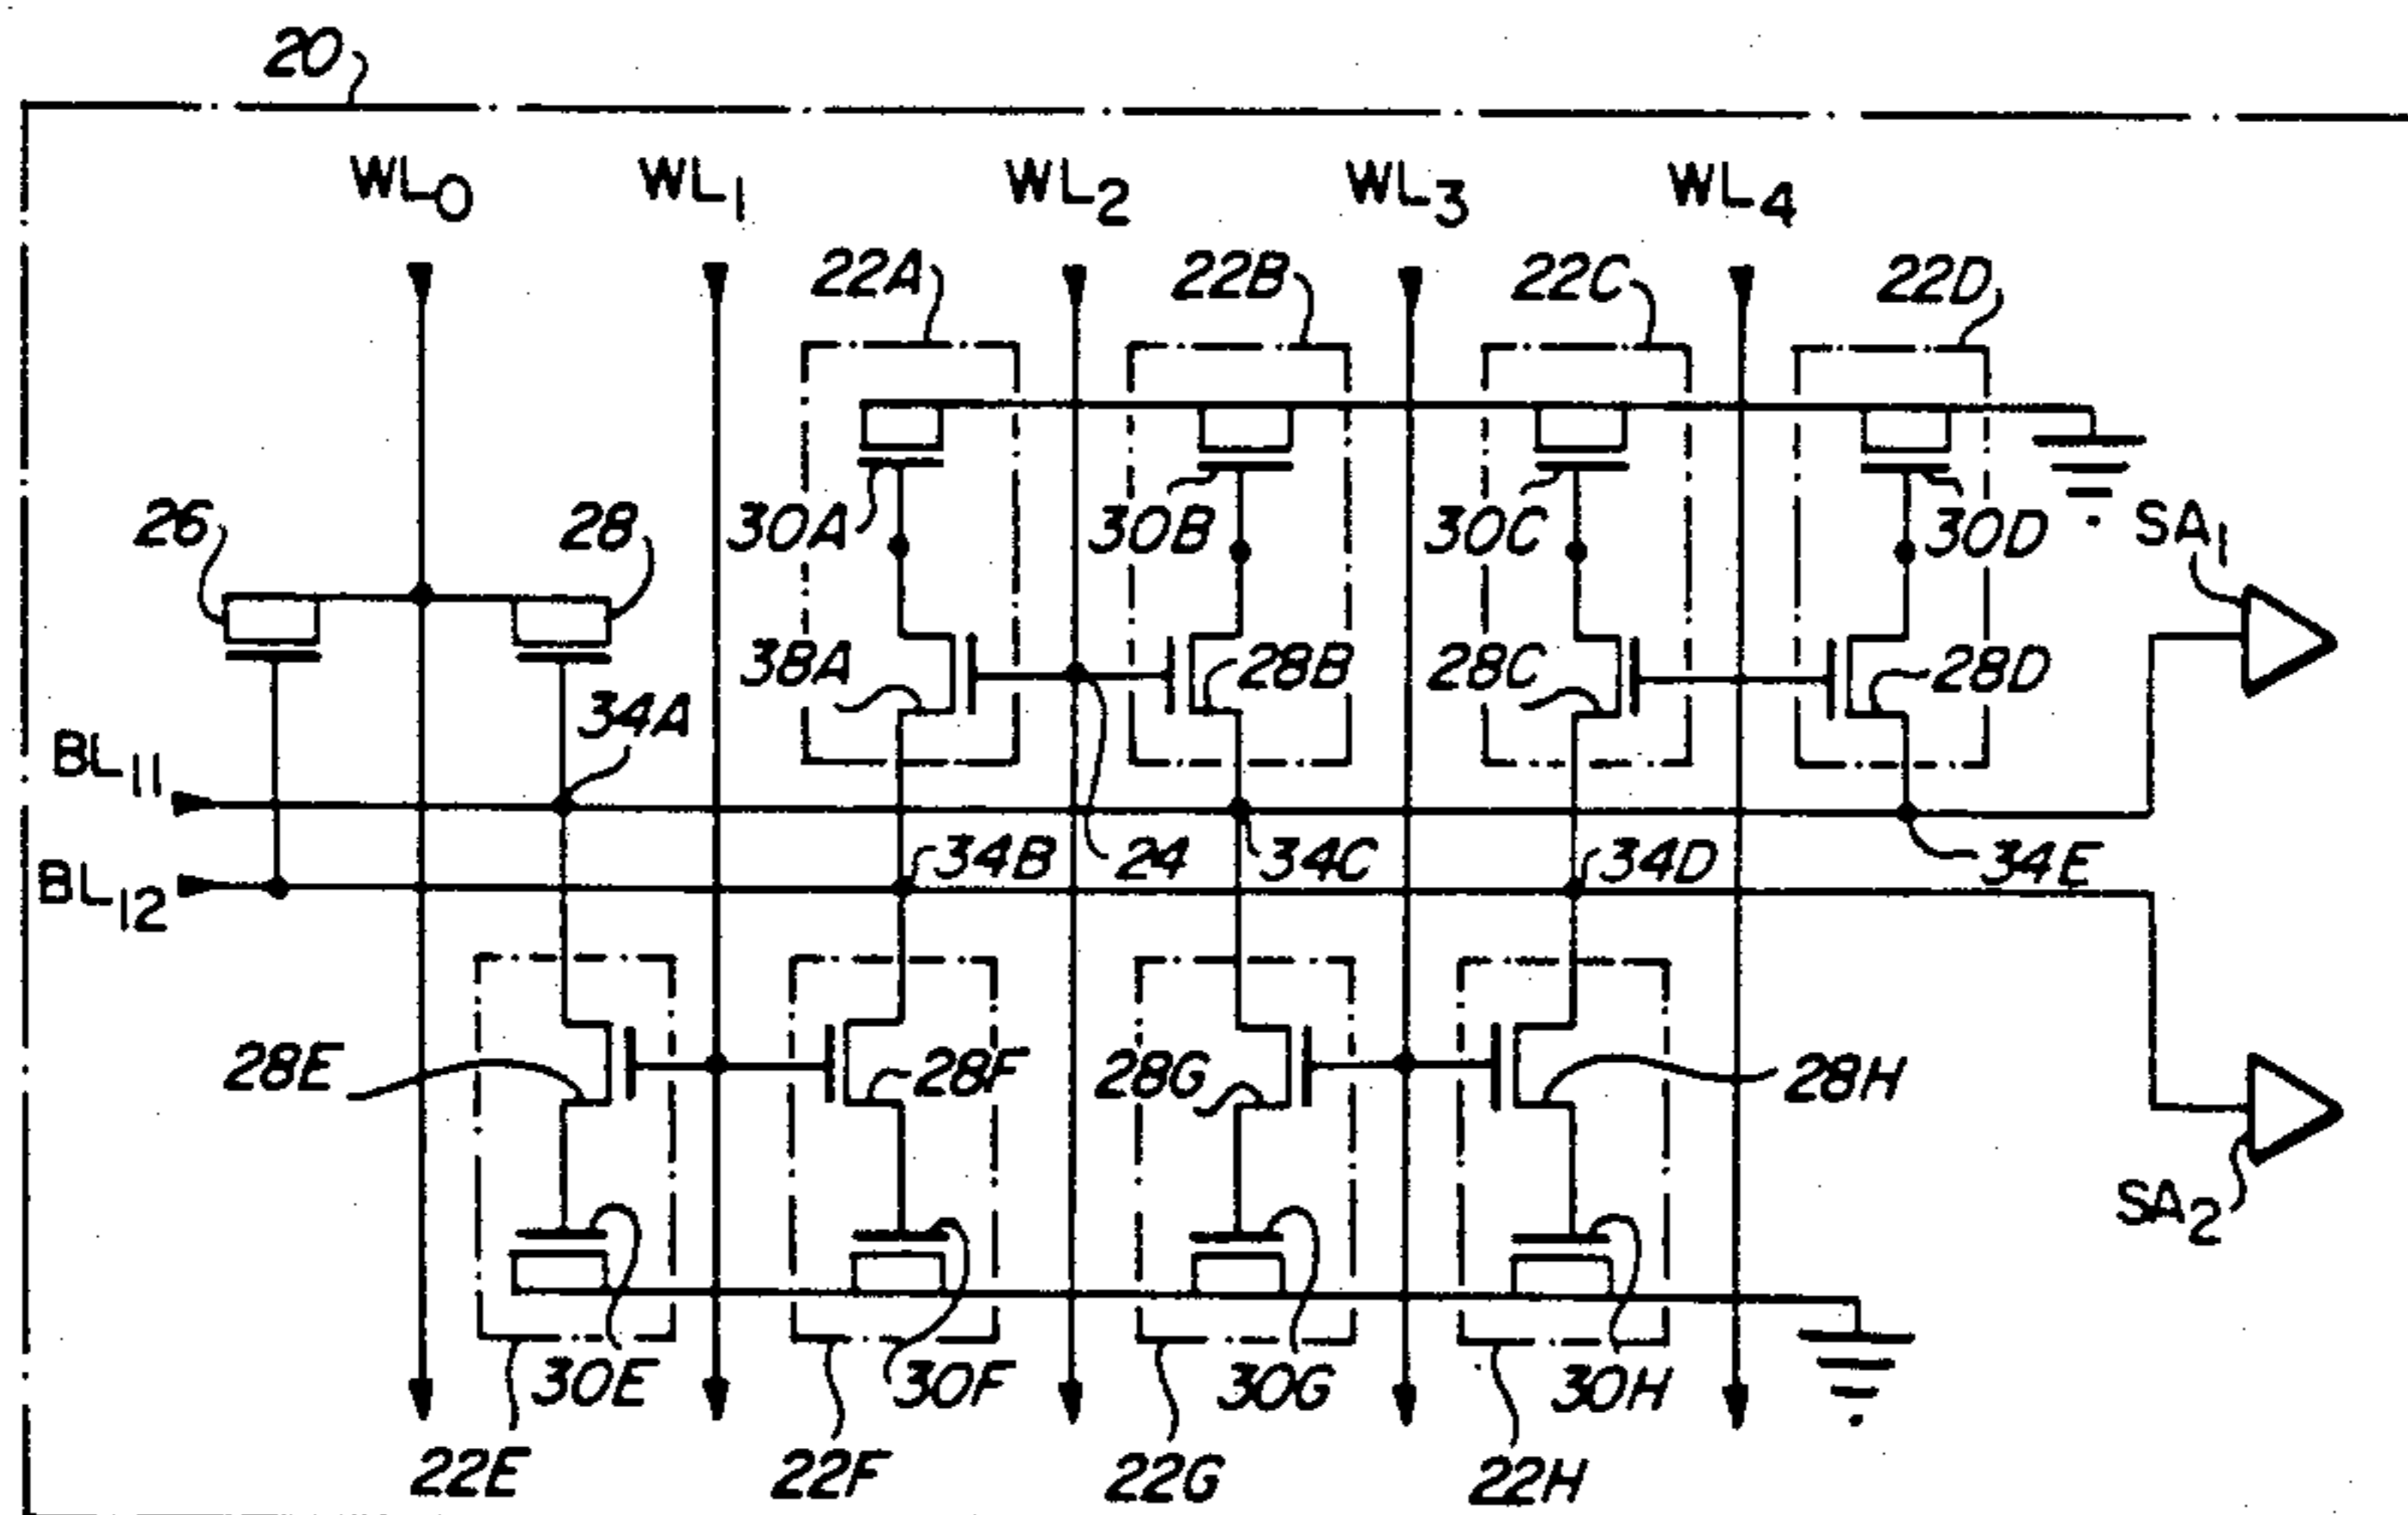 20
WL0 WL1 WL2 WL3 WL4
22A 22B 22C 22D
26 28 30A 30B 30C 30D SA1
38A 28B 28C 28D
34A
BL11
34B 24 34C 34D 34E
BL12
28E 28F 28G 28H
SA2
30E 30F 30G 30H
22E 22F 22G 22H